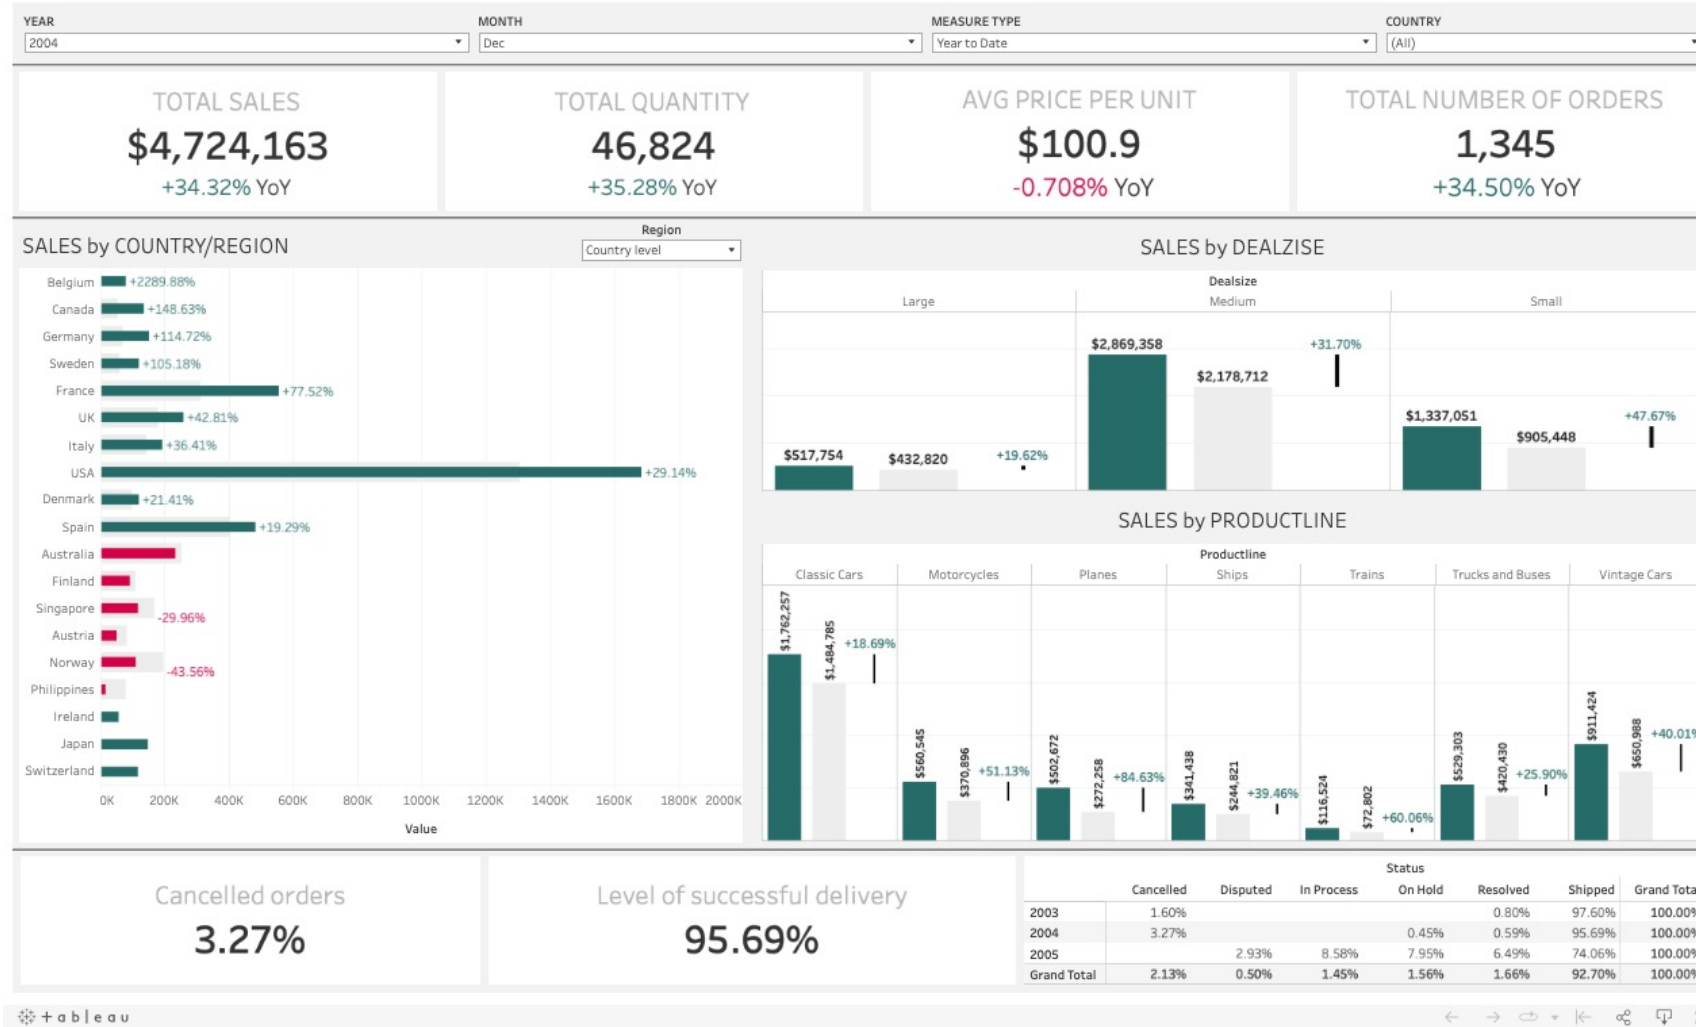 YEAR
MONTH
MEASURE TYPE
COUNTRY
2004
Dec
Year to Date
(All)
TOTAL SALES
$4,724,163
+34.32% YoY
TOTAL QUANTITY
46,824
+35.28% YoY
AVG PRICE PER UNIT
$100.9
-0.708% YoY
TOTAL NUMBER OF ORDERS
1,345
+34.50% YoY
SALES by COUNTRY/REGION
Region
Country level
Belgium +2289.88%
Canada +148.63%
Germany +114.72%
Sweden +105.18%
France +77.52%
UK +42.81%
Italy +36.41%
USA +29.14%
Denmark +21.41%
Spain +19.29%
Australia
Finland
Singapore -29.96%
Austria
Norway -43.56%
Philippines
Ireland
Japan
Switzerland
0K 200K 400K 600K 800K 1000K 1200K 1400K 1600K 1800K 2000K
Value
SALES by DEALZISE
Dealsize
Large Medium Small
$517,754 $432,820 +19.62%
$2,869,358 $2,178,712 +31.70%
$1,337,051 $905,448 +47.67%
SALES by PRODUCTLINE
Productline
Classic Cars Motorcycles Planes Ships Trains Trucks and Buses Vintage Cars
$1,762,257 $1,484,785 +18.69%
$560,545 $370,896 +51.13%
$502,672 $272,258 +84.63%
$341,438 $244,821 +39.46%
$116,524 $72,802 +60.06%
$529,303 $420,430 +25.90%
$911,424 $650,988 +40.01%
Cancelled orders
3.27%
Level of successful delivery
95.69%
Status
Cancelled Disputed In Process On Hold Resolved Shipped Grand Tota
2003 1.60% 0.80% 97.60% 100.00%
2004 3.27% 0.45% 0.59% 95.69% 100.00%
2005 2.93% 8.58% 7.95% 6.49% 74.06% 100.00%
Grand Total 2.13% 0.50% 1.45% 1.56% 1.66% 92.70% 100.00%
+ a b l e a u